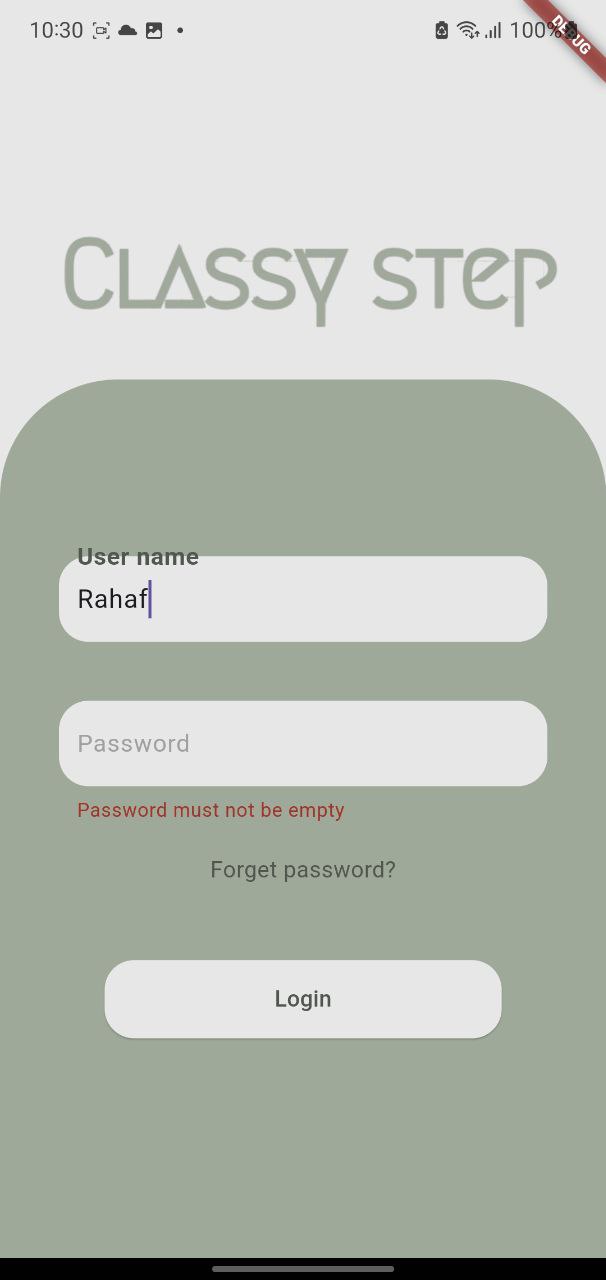 10:30
100%
DEBUG
CLASSY STEP
User name
Rahaf
Password
Password must not be empty
Forget password?
Login